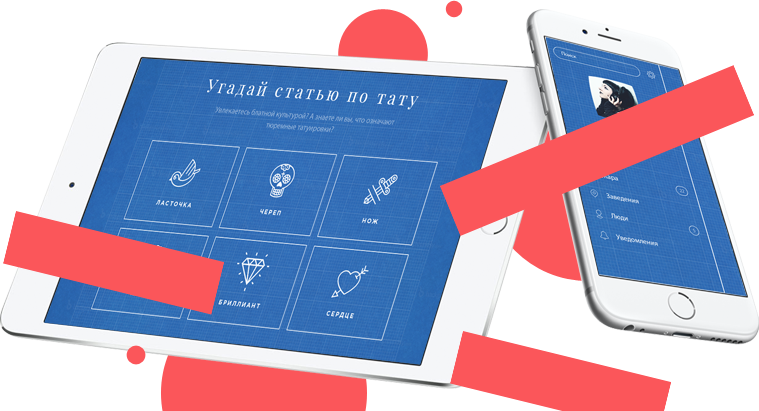 Угадай статью по тату
Увлекаетесь блатной культурой? А знаете ли вы, что означают
тюремные татуировки?
ЛАСТОЧКА
ЧЕРЕП
НОЖ
БРИЛЛИАНТ
СЕРДЦЕ
Поиск
Заведения
Люди
Уведомления